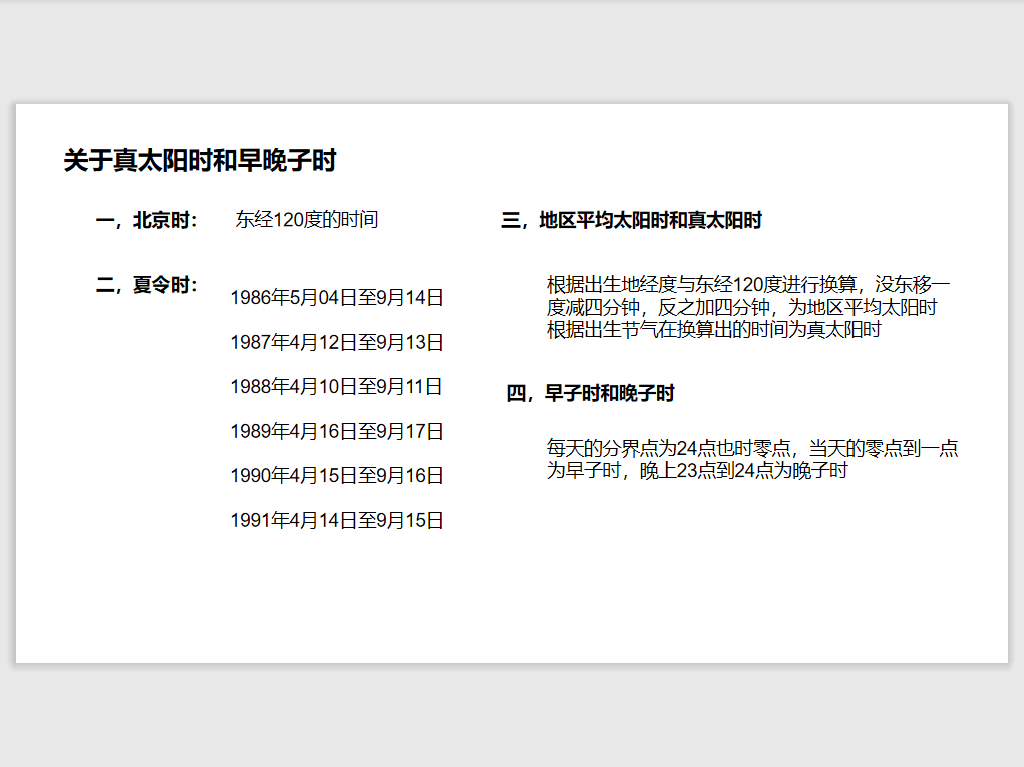 关于真太阳时和早晚子时
一，北京时： 东经120度的时间
二，夏令时：
1986年5月04日至9月14日
1987年4月12日至9月13日
1988年4月10日至9月11日
1989年4月16日至9月17日
1990年4月15日至9月16日
1991年4月14日至9月15日
三，地区平均太阳时和真太阳时
根据出生地经度与东经120度进行换算，没东移一
度减四分钟，反之加四分钟，为地区平均太阳时
根据出生节气在换算出的时间为真太阳时
四，早子时和晚子时
每天的分界点为24点也时零点，当天的零点到一点
为早子时，晚上23点到24点为晚子时